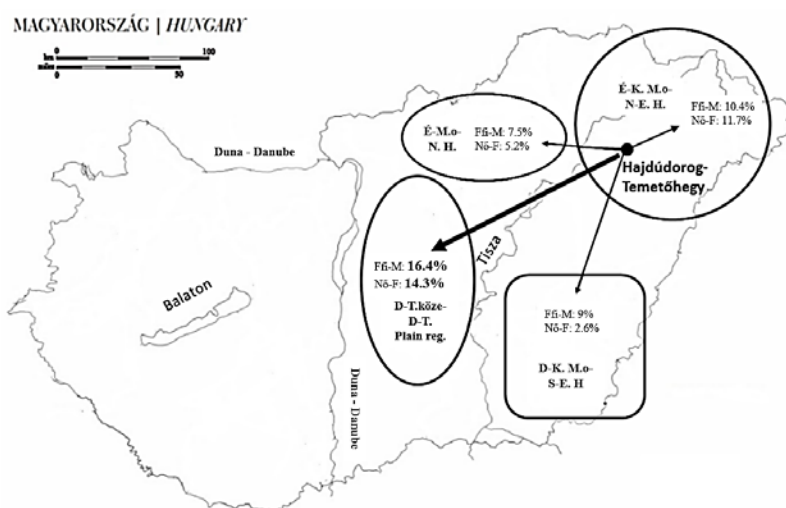 MAGYARORSZÁG | HUNGARY
0 100
km
miles
0 50
Duna - Danube
É-M.o-
N. H.
Ffi-M: 7.5%
Nő-F: 5.2%
É-K. M.o-
N-E. H.
Ffi-M: 10.4%
Nő-F: 11.7%
Hajdúdorog-
Temetőhegy
Tisza
Balaton
Ffi-M: 16.4%
Nő-F: 14.3%
D-T.köze-
D-T.
Plain reg.
Ffi-M: 9%
Nő-F: 2.6%
D-K. M.o-
S-E. H
Duna - Danube